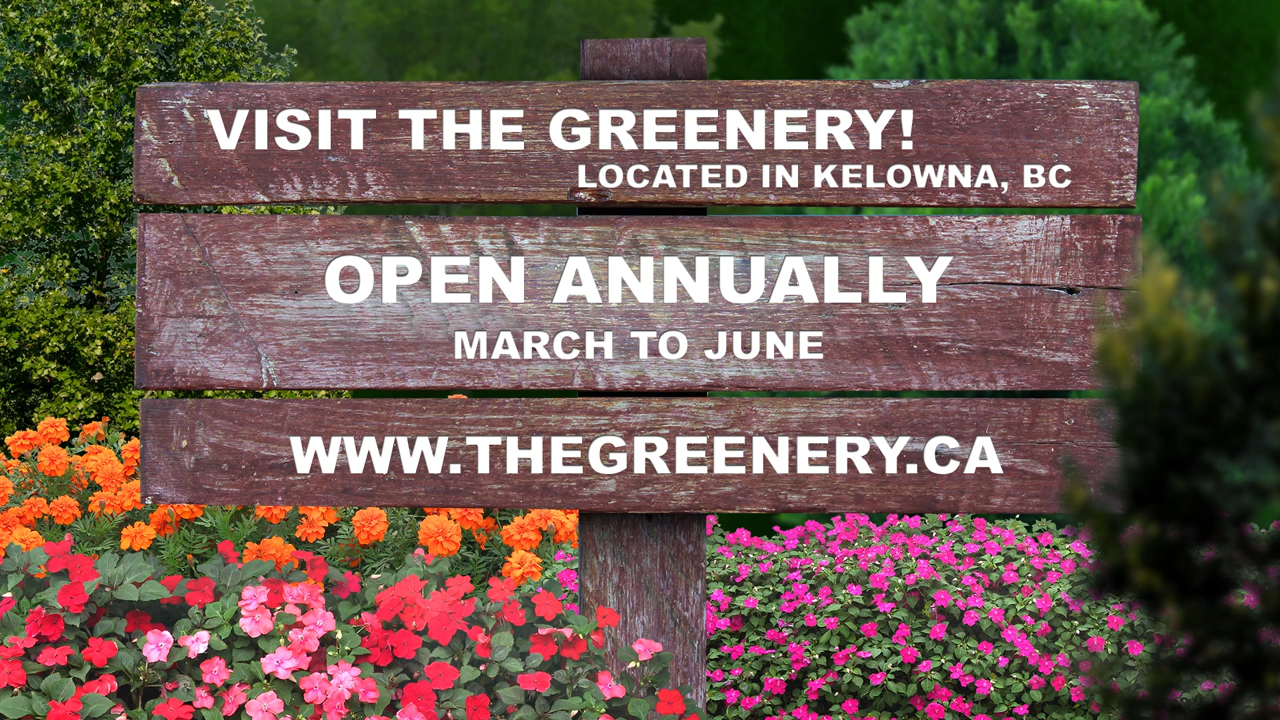 VISIT THE GREENERY!
LOCATED IN KELOWNA, BC
OPEN ANNUALLY
MARCH TO JUNE
WWW.THEGREENERY.CA